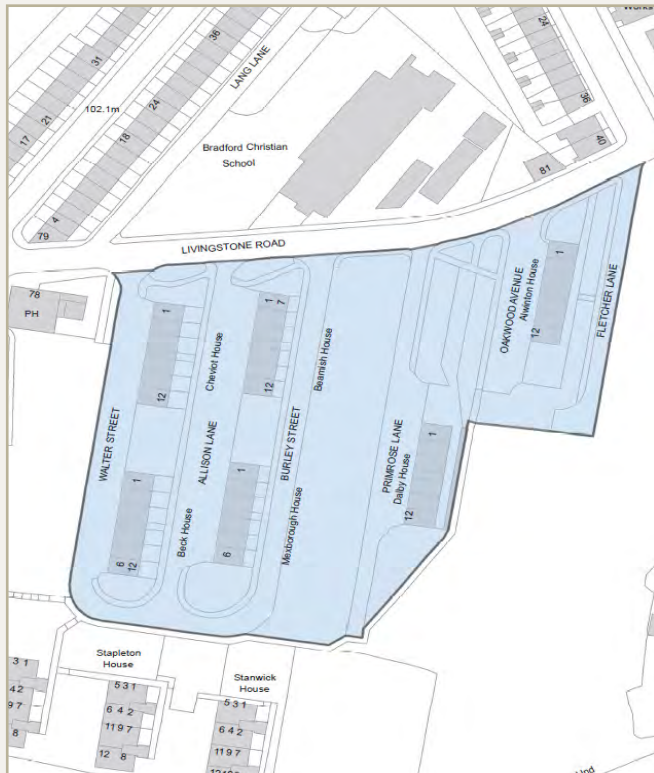 Works
24
36
36
31
LANG LANE
24
21
102.1m
17
18
Bradford Christian
School
40
81
4
79
LIVINGSTONE ROAD
78
PH
1
OAKWOOD AVENUE
Alwinton House
12
FLETCHER LANE
1
12
Cheviot House
1
7
12
Beamish House
WALTER STREET
ALLISON LANE
BURLEY STREET
PRIMROSE LANE
Dalby House
1
12
1
6
12
Beck House
1
6
Mexborough House
Stapleton
House
Stanwick
House
3 1
4 2
9 7
8
5 3 1
6 4 2
11 9 7
12 8
5 3 1
6 4 2
11 9 7
Und